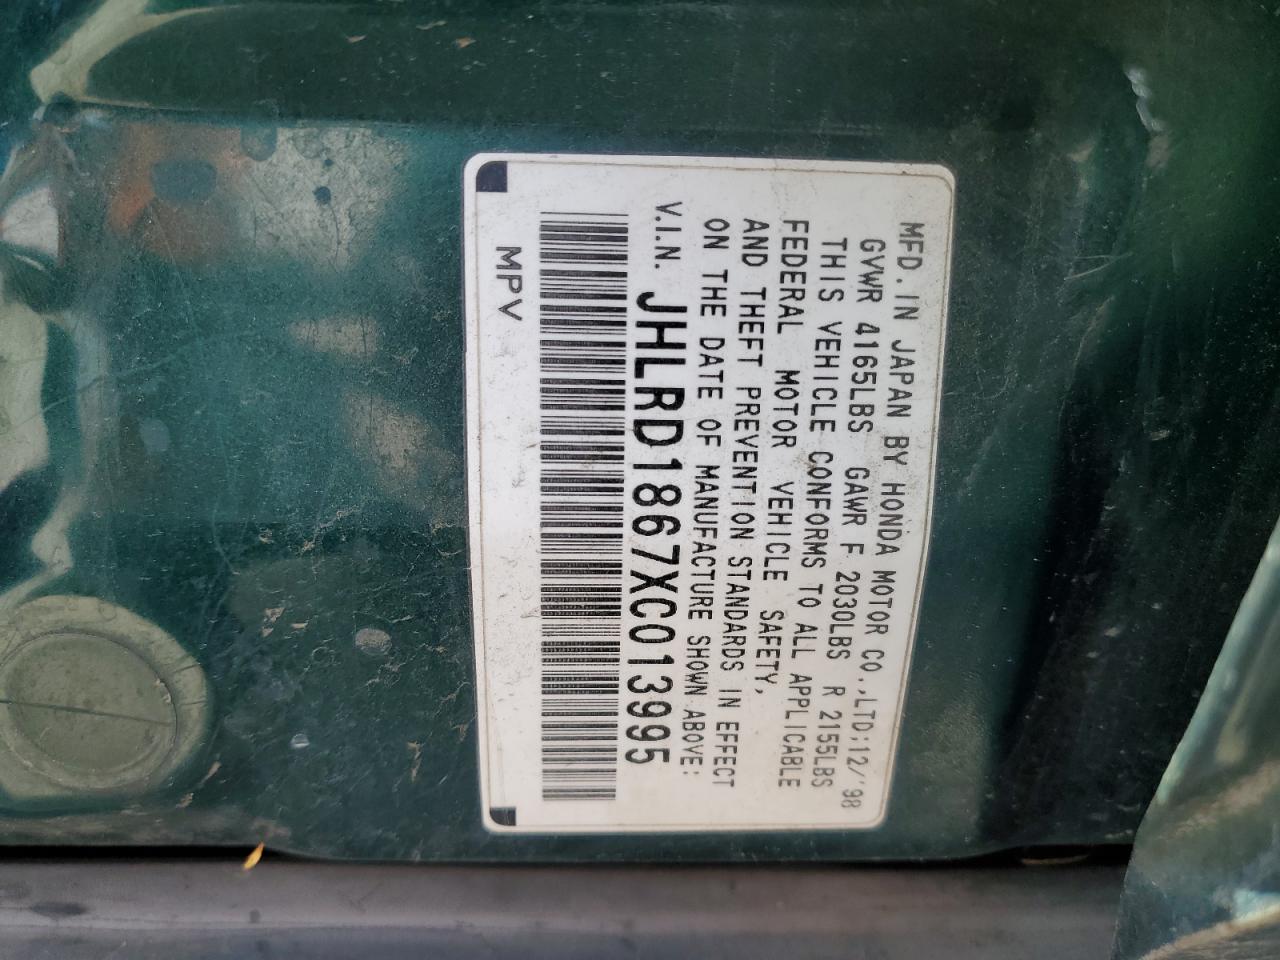 MFD. IN JAPAN BY HONDA MOTOR CO.,LTD;12/'98
GVWR 4165LBS GAWR F 2030LBS R 2155LBS
THIS VEHICLE CONFORMS TO ALL APPLICABLE
FEDERAL MOTOR VEHICLE SAFETY,
AND THEFT PREVENTION STANDARDS IN EFFECT
ON THE DATE OF MANUFACTURE SHOWN ABOVE:
V.I.N. JHLRD1867XC013995
MPV